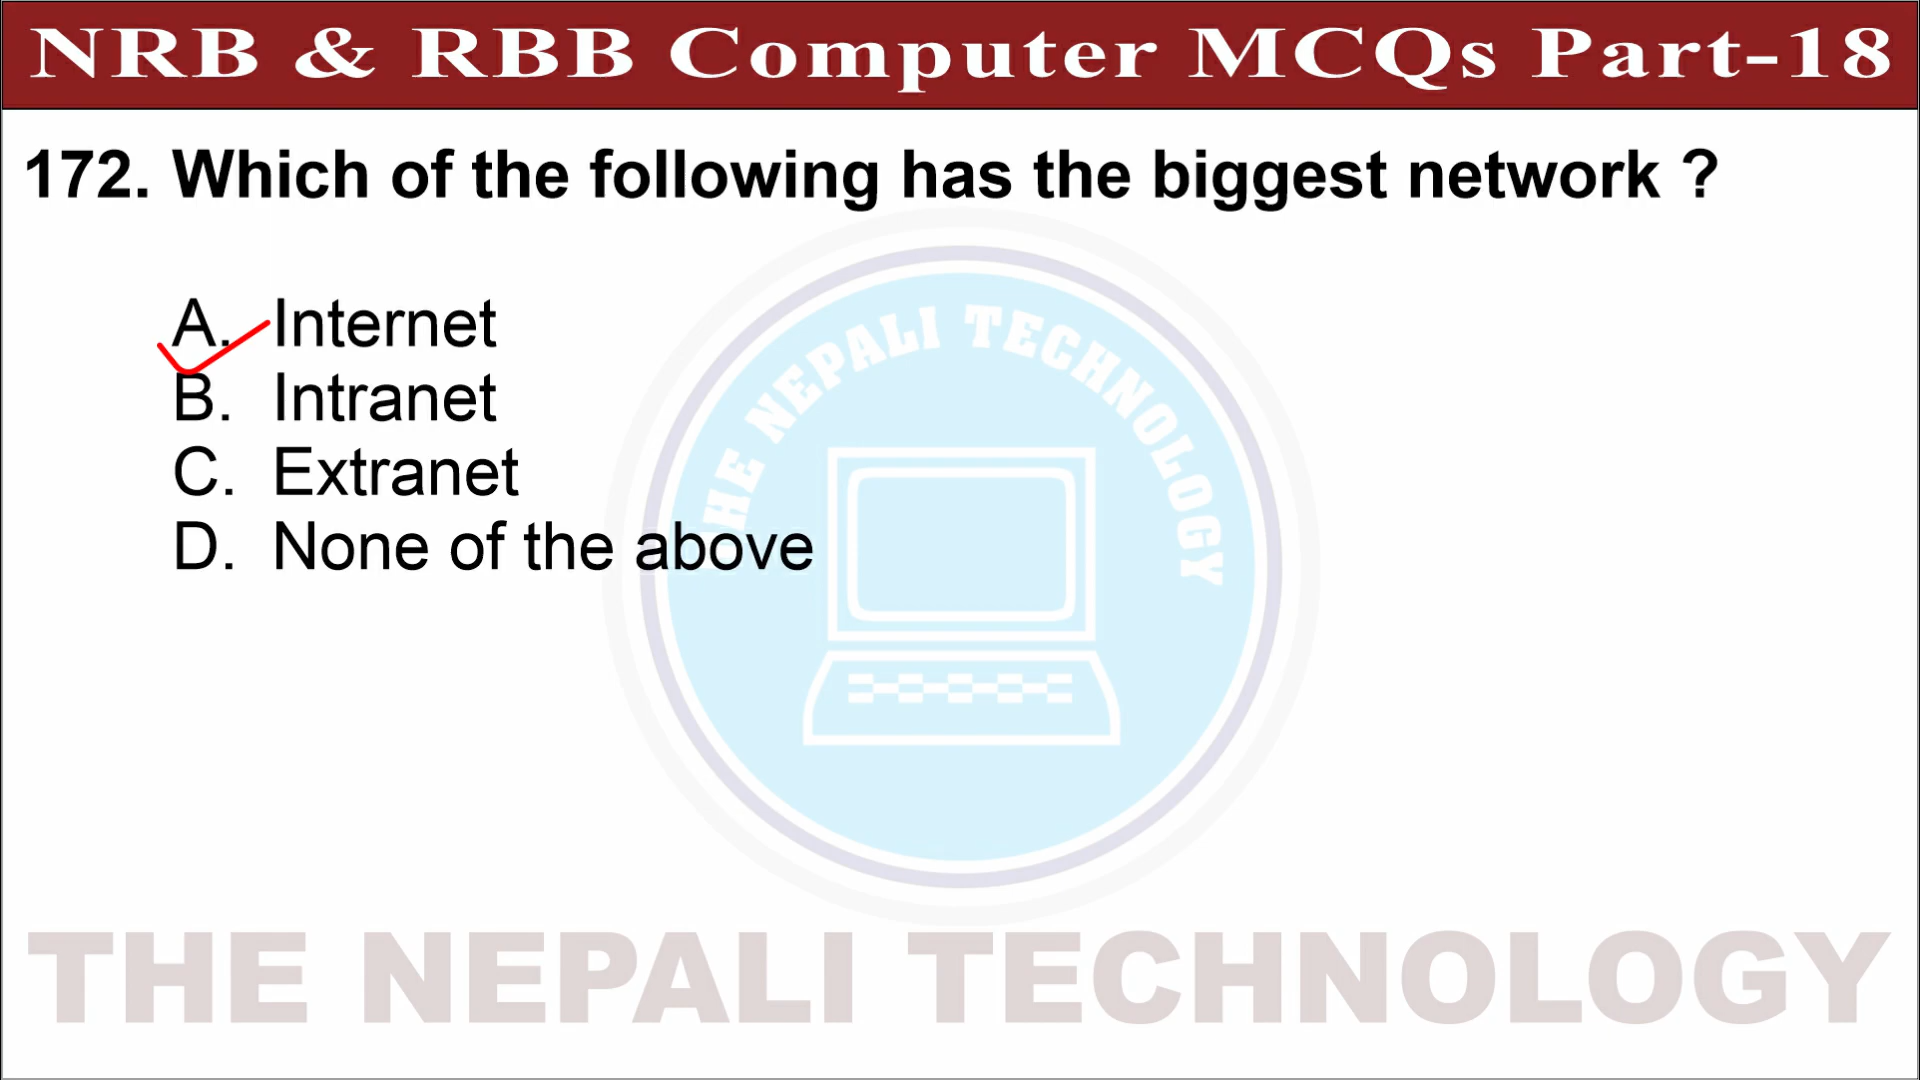 NRB & RBB Computer MCQs Part-18
172. Which of the following has the biggest network ?
A. Internet
B. Intranet
C. Extranet
D. None of the above
THE NEPALI TECHNOLOGY
THE NEPALI TECHNOLOGY